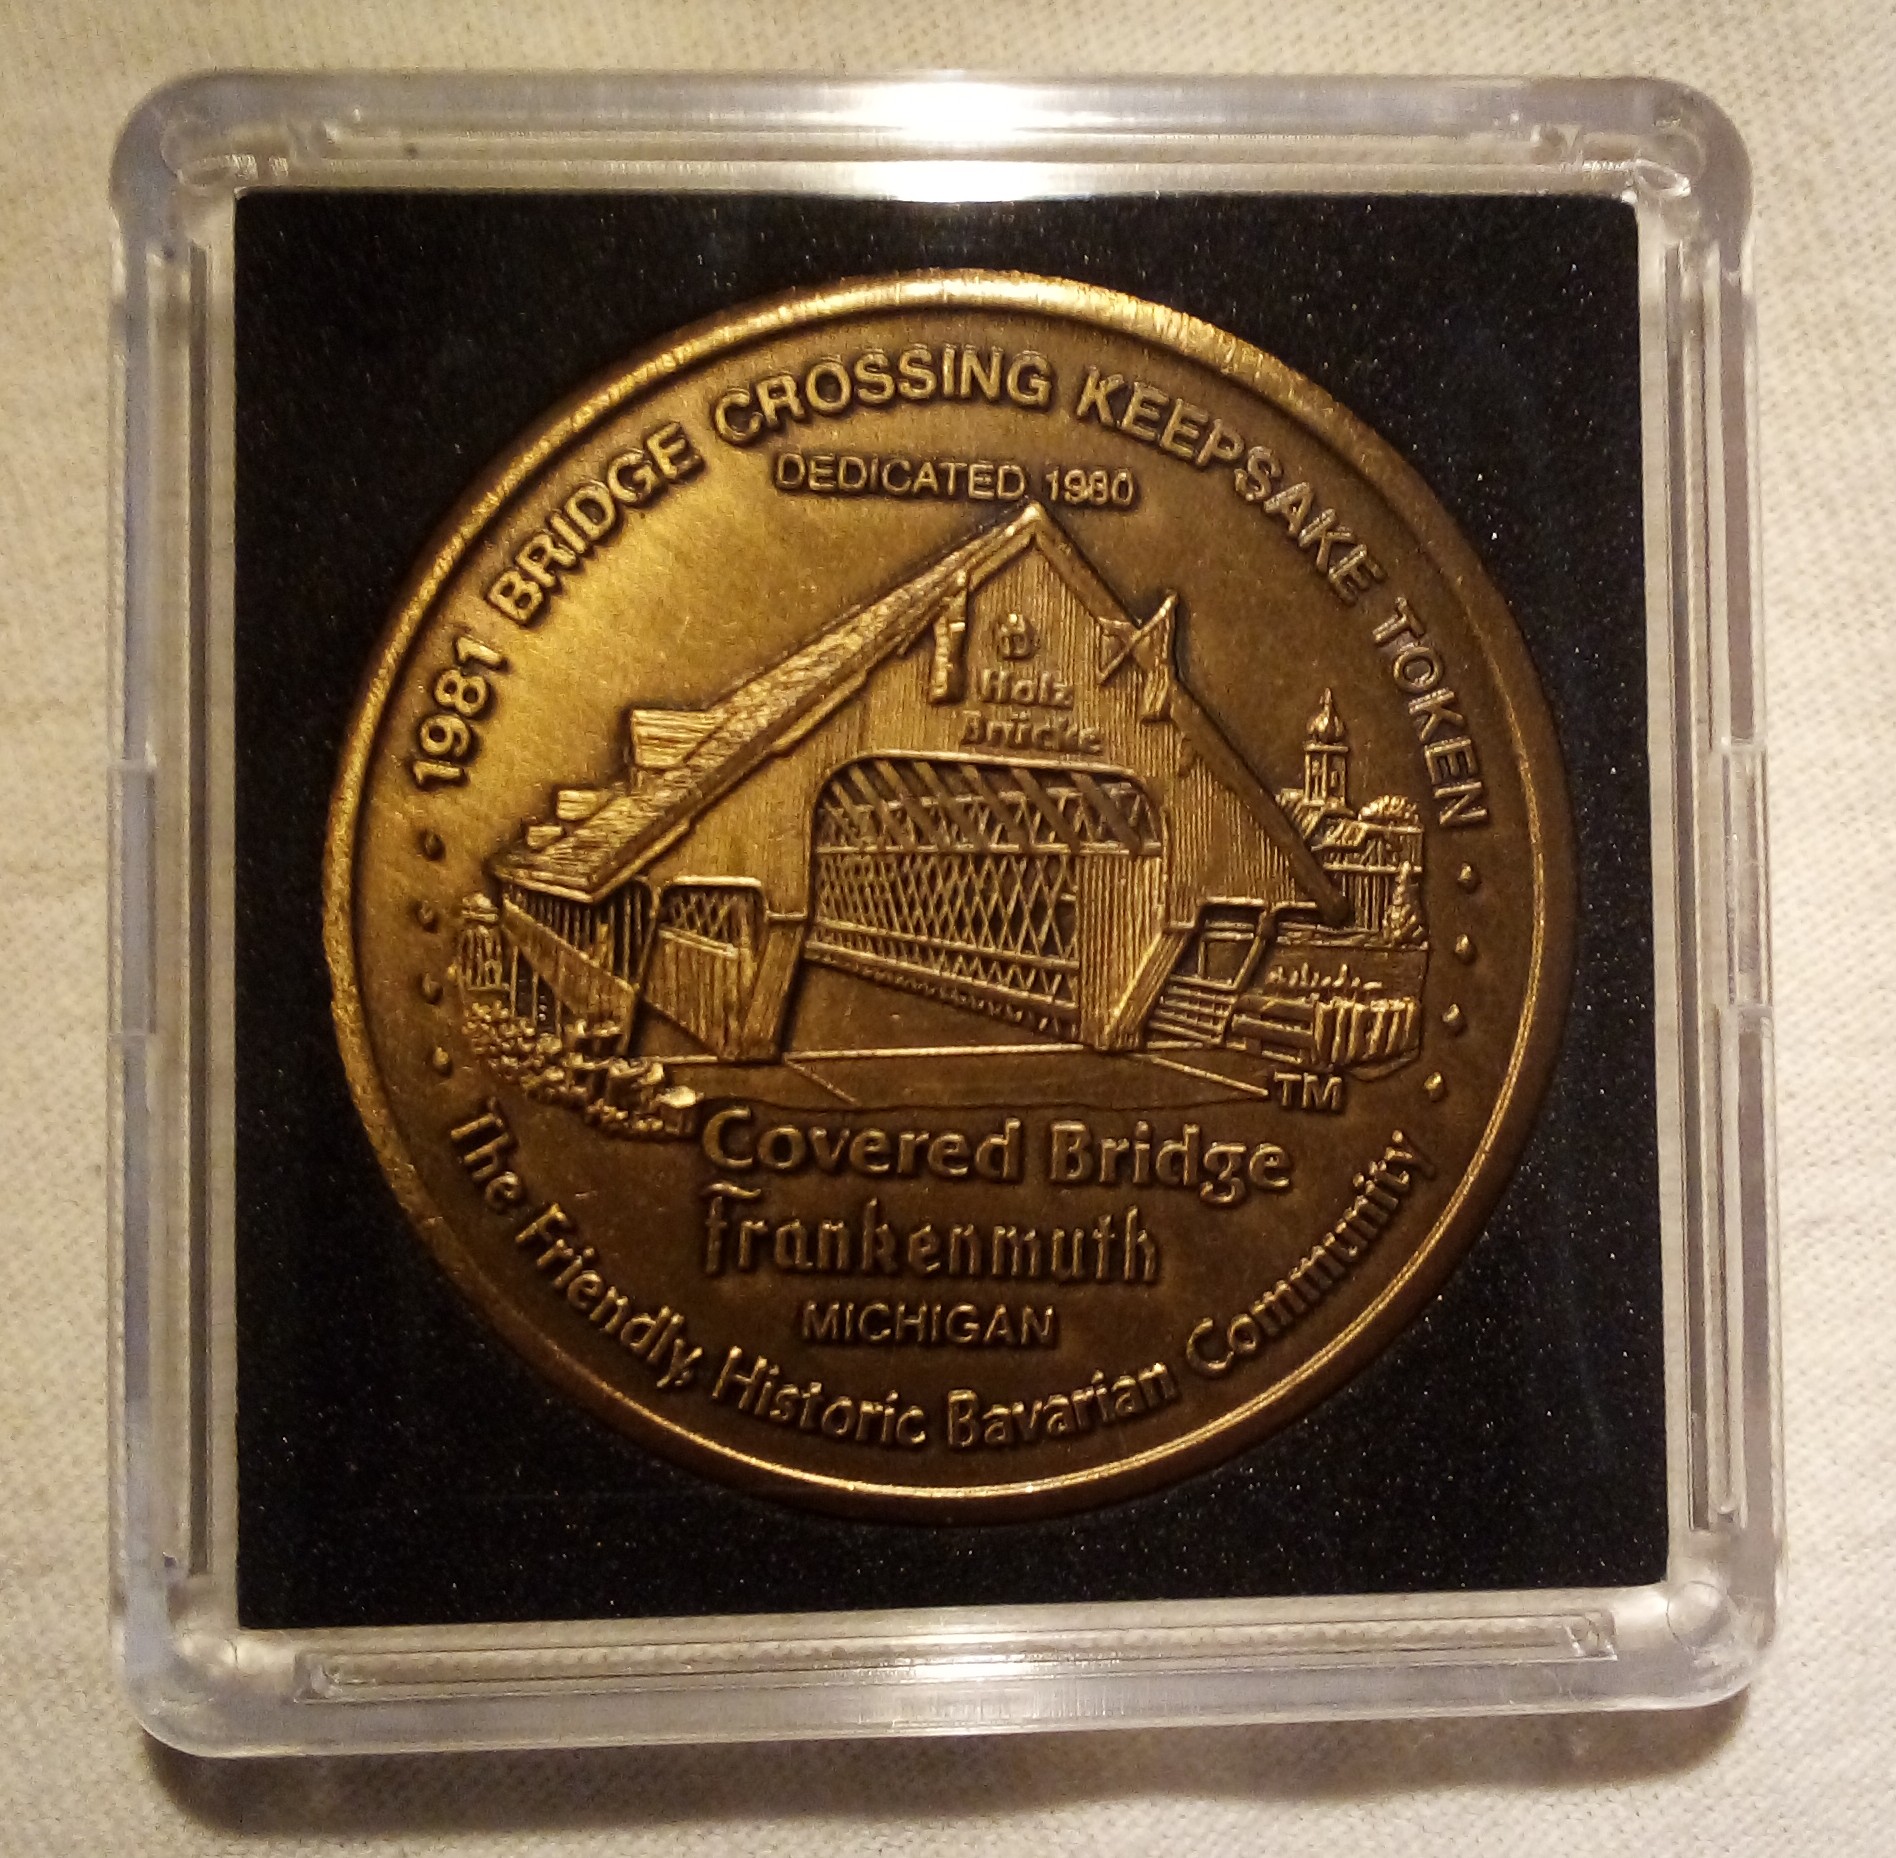 1981 BRIDGE CROSSING KEEPSAKE TOKEN
DEDICATED 1980
Holz
Brücke
TM
Covered Bridge
Frankenmuth
MICHIGAN
The Friendly, Historic Bavarian Community